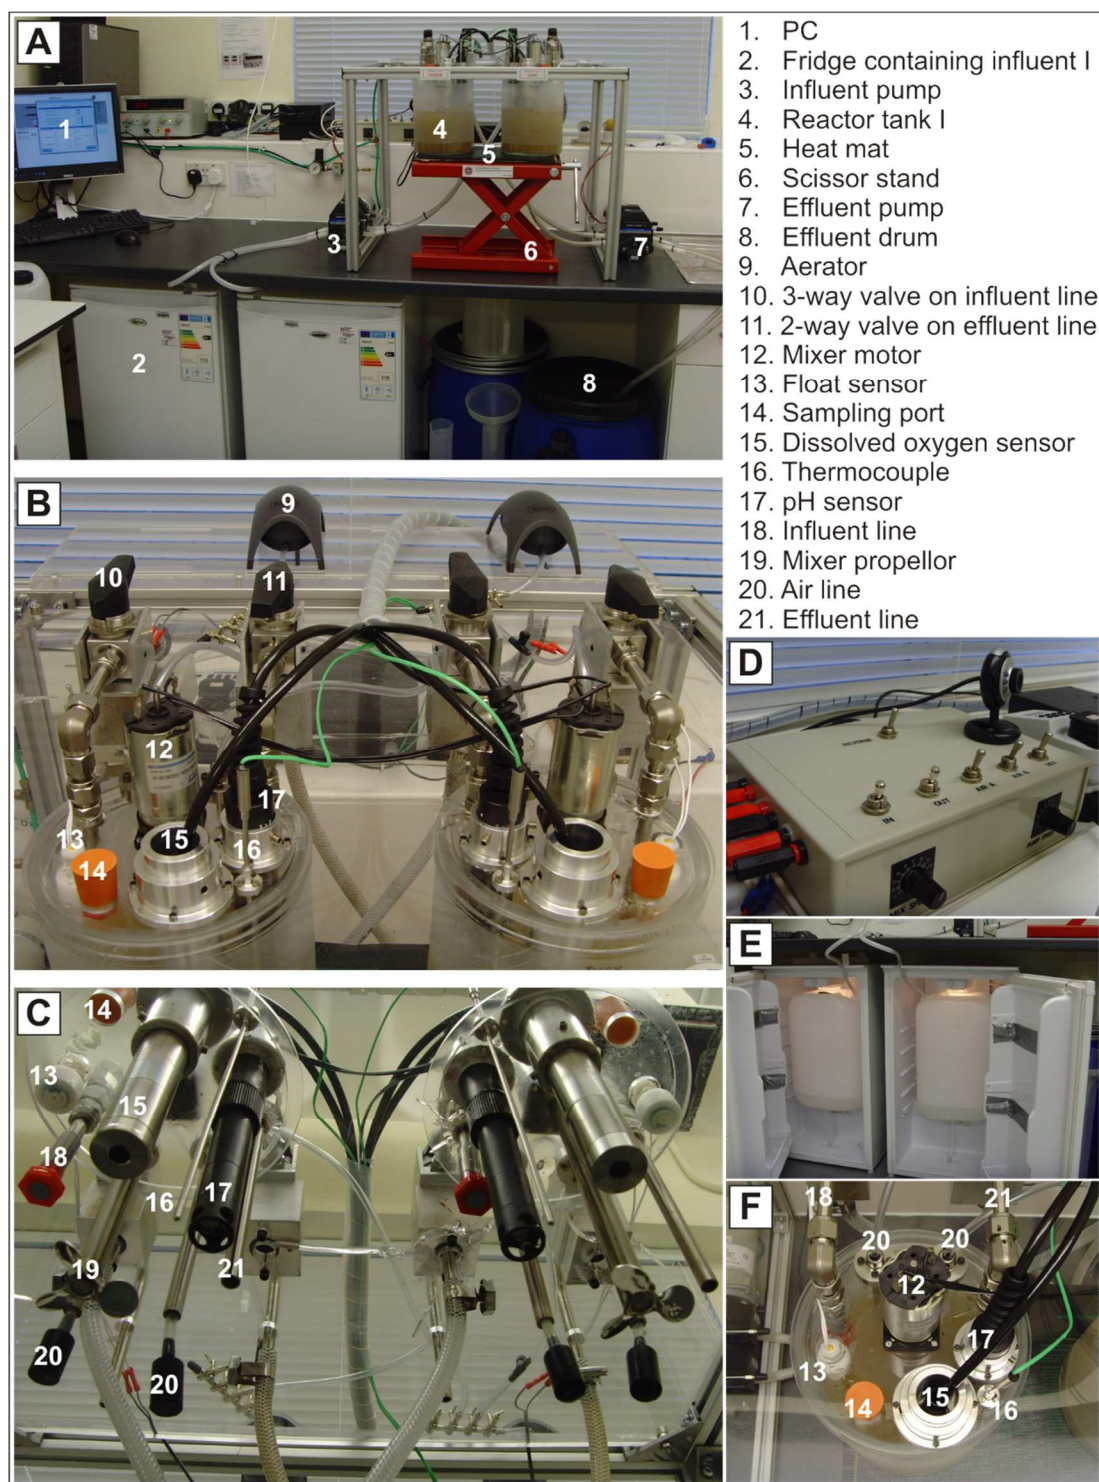 A
1
2
3
4
5
6
7
8
1. PC
2. Fridge containing influent I
3. Influent pump
4. Reactor tank I
5. Heat mat
6. Scissor stand
7. Effluent pump
8. Effluent drum
9. Aerator
10. 3-way valve on influent line
11. 2-way valve on effluent line
12. Mixer motor
13. Float sensor
14. Sampling port
15. Dissolved oxygen sensor
16. Thermocouple
17. pH sensor
18. Influent line
19. Mixer propellor
20. Air line
21. Effluent line
B
9
10
11
12
13
14
15
16
17
C
14
13
15
18
16
17
19
21
20
20
D
REVERSE
IN
OUT
AIR A
AIR B
E
F
18
21
20
20
12
17
13
14
15
16